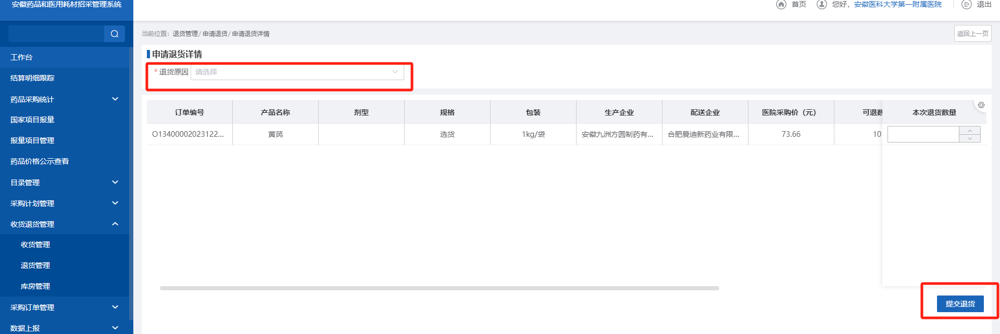 安徽药品和医用耗材招采管理系统
首页 您好，安徽医科大学第一附属医院 退出
当前位置：退货管理/申请退货/申请退货详情
返回上一页
工作台
结算明细跟踪
药品采购统计
国家项目报量
报量项目管理
药品价格公示查看
目录管理
采购计划管理
收货退货管理
收货管理
退货管理
库房管理
采购订单管理
数据上报
申请退货详情
*退货原因 请选择
订单编号 产品名称 剂型 规格 包装 生产企业 配送企业 医院采购价（元） 可退数 本次退货数量
O13400002023122... 黄芪 选货 1kg/袋 安徽九洲方圆制药有... 合肥曼迪新药业有限... 73.66 10
提交退货